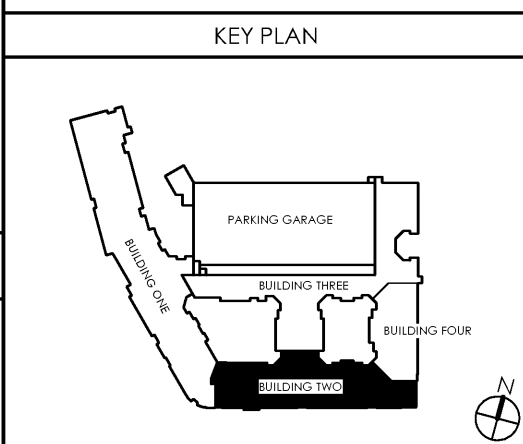 KEY PLAN
PARKING GARAGE
BUILDING ONE
BUILDING THREE
BUILDING FOUR
BUILDING TWO
N